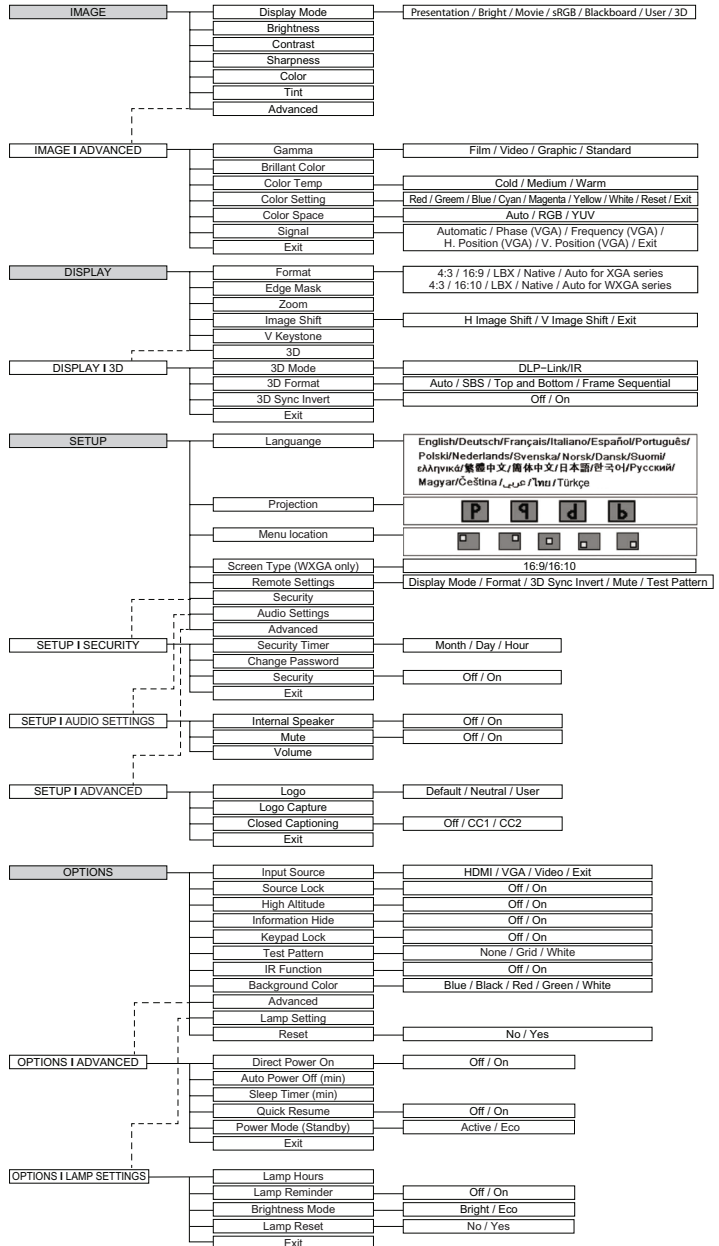 IMAGE
Display Mode
Presentation / Bright / Movie / sRGB / Blackboard / User / 3D
Brightness
Contrast
Sharpness
Color
Tint
Advanced
IMAGE I ADVANCED
Gamma
Film / Video / Graphic / Standard
Brillant Color
Color Temp
Cold / Medium / Warm
Color Setting
Red / Greem / Blue / Cyan / Magenta / Yellow / White / Reset / Exit
Color Space
Auto / RGB / YUV
Signal
Automatic / Phase (VGA) / Frequency (VGA) /
H. Position (VGA) / V. Position (VGA) / Exit
Exit
DISPLAY
Format
4:3 / 16:9 / LBX / Native / Auto for XGA series
4:3 / 16:10 / LBX / Native / Auto for WXGA series
Edge Mask
Zoom
Image Shift
H Image Shift / V Image Shift / Exit
V Keystone
3D
DISPLAY I 3D
3D Mode
DLP-Link/IR
3D Format
Auto / SBS / Top and Bottom / Frame Sequential
3D Sync Invert
Off / On
Exit
SETUP
Languange
English/Deutsch/Français/Italiano/Español/Português/
Polski/Nederlands/Svenska/Norsk/Dansk/Suomi/
ελληνικά/繁體中文/簡体中文/日本語/한국어/Русский/
Magyar/Čeština/عربي/ไทย/Türkçe
Projection
P
Menu location
Screen Type (WXGA only)
16:9/16:10
Remote Settings
Display Mode / Format / 3D Sync Invert / Mute / Test Pattern
Security
Audio Settings
Advanced
SETUP I SECURITY
Security Timer
Month / Day / Hour
Change Password
Security
Off / On
Exit
SETUP I AUDIO SETTINGS
Internal Speaker
Off / On
Mute
Off / On
Volume
SETUP I ADVANCED
Logo
Default / Neutral / User
Logo Capture
Closed Captioning
Off / CC1 / CC2
Exit
OPTIONS
Input Source
HDMI / VGA / Video / Exit
Source Lock
Off / On
High Altitude
Off / On
Information Hide
Off / On
Keypad Lock
Off / On
Test Pattern
None / Grid / White
IR Function
Off / On
Background Color
Blue / Black / Red / Green / White
Advanced
Lamp Setting
Reset
No / Yes
OPTIONS I ADVANCED
Direct Power On
Off / On
Auto Power Off (min)
Sleep Timer (min)
Quick Resume
Off / On
Power Mode (Standby)
Active / Eco
Exit
OPTIONS I LAMP SETTINGS
Lamp Hours
Lamp Reminder
Off / On
Brightness Mode
Bright / Eco
Lamp Reset
No / Yes
Exit